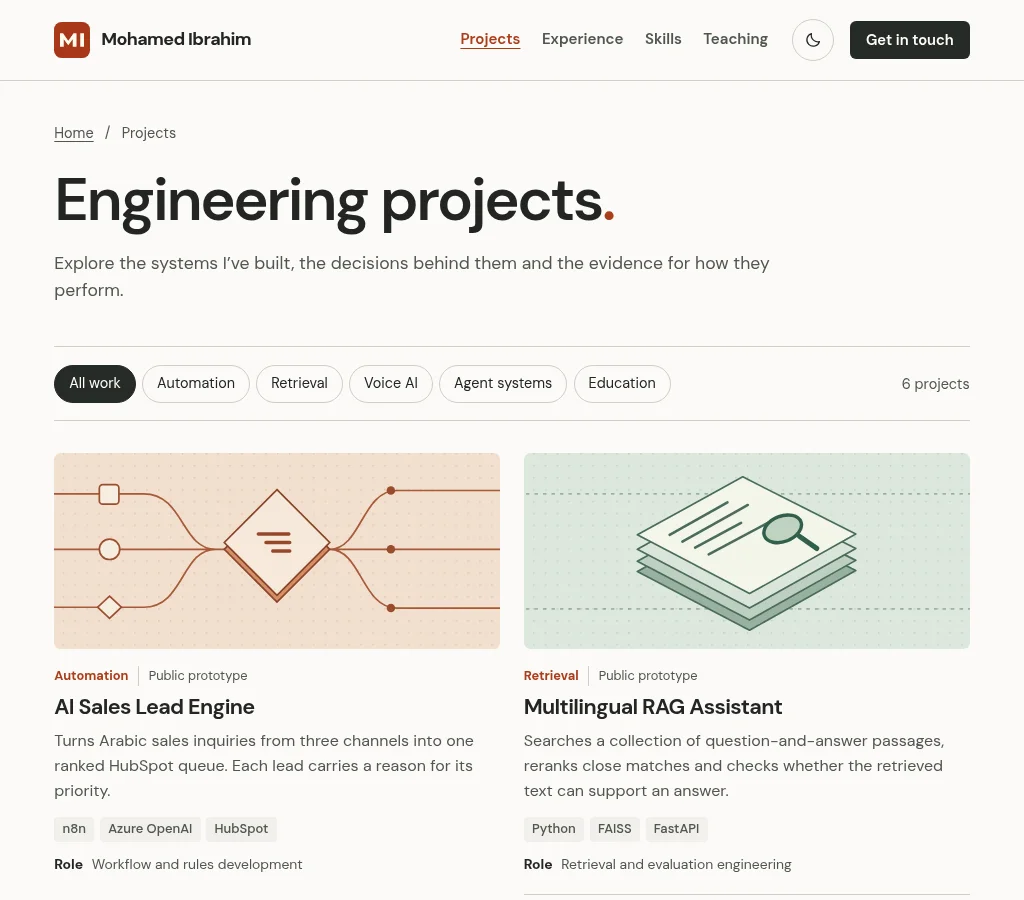 MI Mohamed Ibrahim Projects Experience Skills Teaching Get in touch
Home / Projects
Engineering projects.
Explore the systems I’ve built, the decisions behind them and the evidence for how they
perform.
All work Automation Retrieval Voice AI Agent systems Education 6 projects
Automation Public prototype
AI Sales Lead Engine
Turns Arabic sales inquiries from three channels into one
ranked HubSpot queue. Each lead carries a reason for its
priority.
n8n Azure OpenAI HubSpot
Role Workflow and rules development
Retrieval Public prototype
Multilingual RAG Assistant
Searches a collection of question-and-answer passages,
reranks close matches and checks whether the retrieved
text can support an answer.
Python FAISS FastAPI
Role Retrieval and evaluation engineering